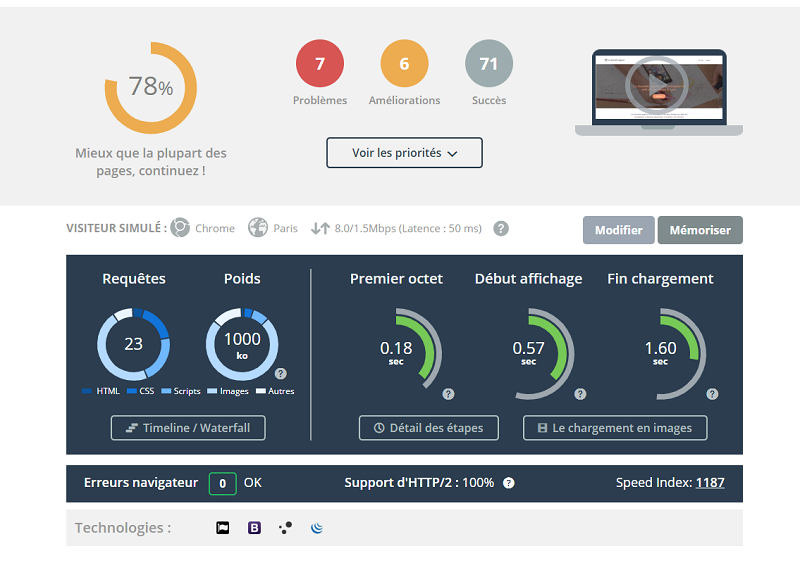 78%
Mieux que la plupart des
pages, continuez !
7
Problèmes
6
Améliorations
71
Succès
Voir les priorités
VISITEUR SIMULÉ :
Chrome
Paris
8.0/1.5Mbps (Latence : 50 ms)
?
Modifier
Mémoriser
Requêtes
Poids
23
1000
ko
?
HTML
CSS
Scripts
Images
Autres
Timeline / Waterfall
Premier octet
Début affichage
Fin chargement
0.18
sec
?
0.57
sec
?
1.60
sec
?
Détail des étapes
Le chargement en images
Erreurs navigateur
0
OK
Support d'HTTP/2 : 100%
?
Speed Index: 1187
Technologies :
B